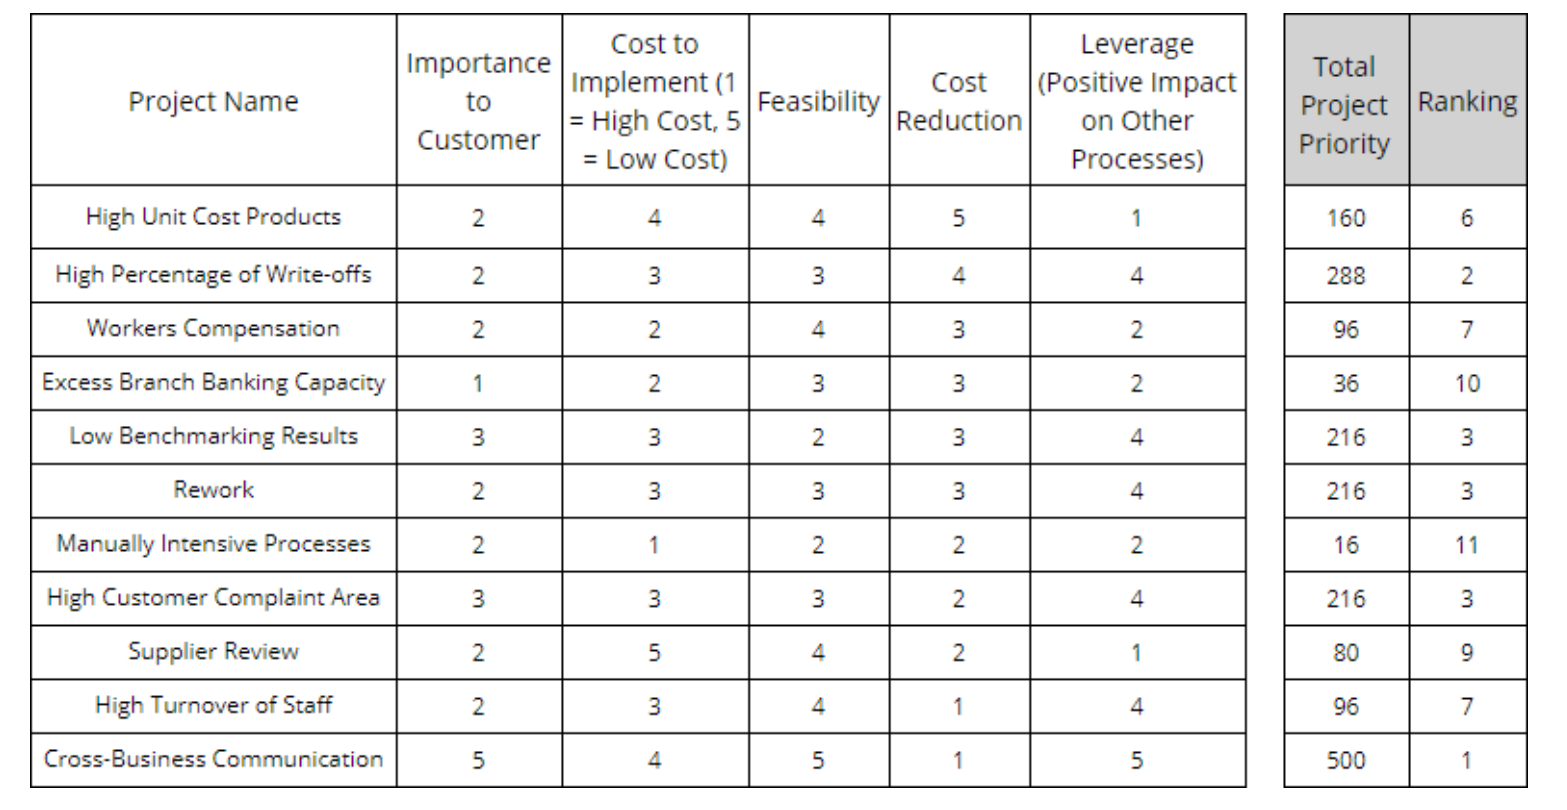 Project Name
Importance
to
Customer
Cost to
Implement (1
= High Cost, 5
= Low Cost)
Feasibility
Cost
Reduction
Leverage
(Positive Impact
on Other
Processes)
Total
Project
Priority
Ranking
High Unit Cost Products 2 4 4 5 1 160 6
High Percentage of Write-offs 2 3 3 4 4 288 2
Workers Compensation 2 2 4 3 2 96 7
Excess Branch Banking Capacity 1 2 3 3 2 36 10
Low Benchmarking Results 3 3 2 3 4 216 3
Rework 2 3 3 3 4 216 3
Manually Intensive Processes 2 1 2 2 2 16 11
High Customer Complaint Area 3 3 3 2 4 216 3
Supplier Review 2 5 4 2 1 80 9
High Turnover of Staff 2 3 4 1 4 96 7
Cross-Business Communication 5 4 5 1 5 500 1